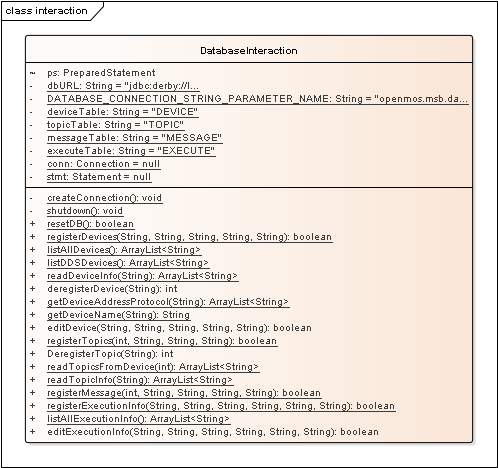 class interaction
DatabaseInteraction
~ ps: PreparedStatement
- dbURL: String = "jdbc:derby://l...
- DATABASE_CONNECTION_STRING_PARAMETER_NAME: String = "openmos.msb.da...
- deviceTable: String = "DEVICE"
- topicTable: String = "TOPIC"
- messageTable: String = "MESSAGE"
- executeTable: String = "EXECUTE"
- conn: Connection = null
- stmt: Statement = null
- createConnection(): void
- shutdown(): void
+ resetDB(): boolean
+ registerDevices(String, String, String, String, String): boolean
+ listAllDevices(): ArrayList<String>
+ listDDSDevices(): ArrayList<String>
+ readDeviceInfo(String): ArrayList<String>
+ deregisterDevice(String): int
+ getDeviceAddressProtocol(String): ArrayList<String>
+ getDeviceName(String): String
+ editDevice(String, String, String, String, String): boolean
+ registerTopics(int, String, String, String): boolean
+ DeregisterTopic(String): int
+ readTopicsFromDevice(int): ArrayList<String>
+ readTopicInfo(String): ArrayList<String>
+ registerMessage(int, String, String, String, String): boolean
+ registerExecutionInfo(String, String, String, String, String, String): boolean
+ listAllExecutionInfo(): ArrayList<String>
+ editExecutionInfo(String, String, String, String, String, String): boolean